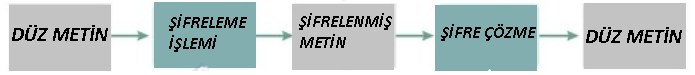 DÜZ METİN
ŞİFRELEME
İŞLEMİ
ŞİFRELENMİŞ
METİN
ŞİFRE ÇÖZME
DÜZ METİN